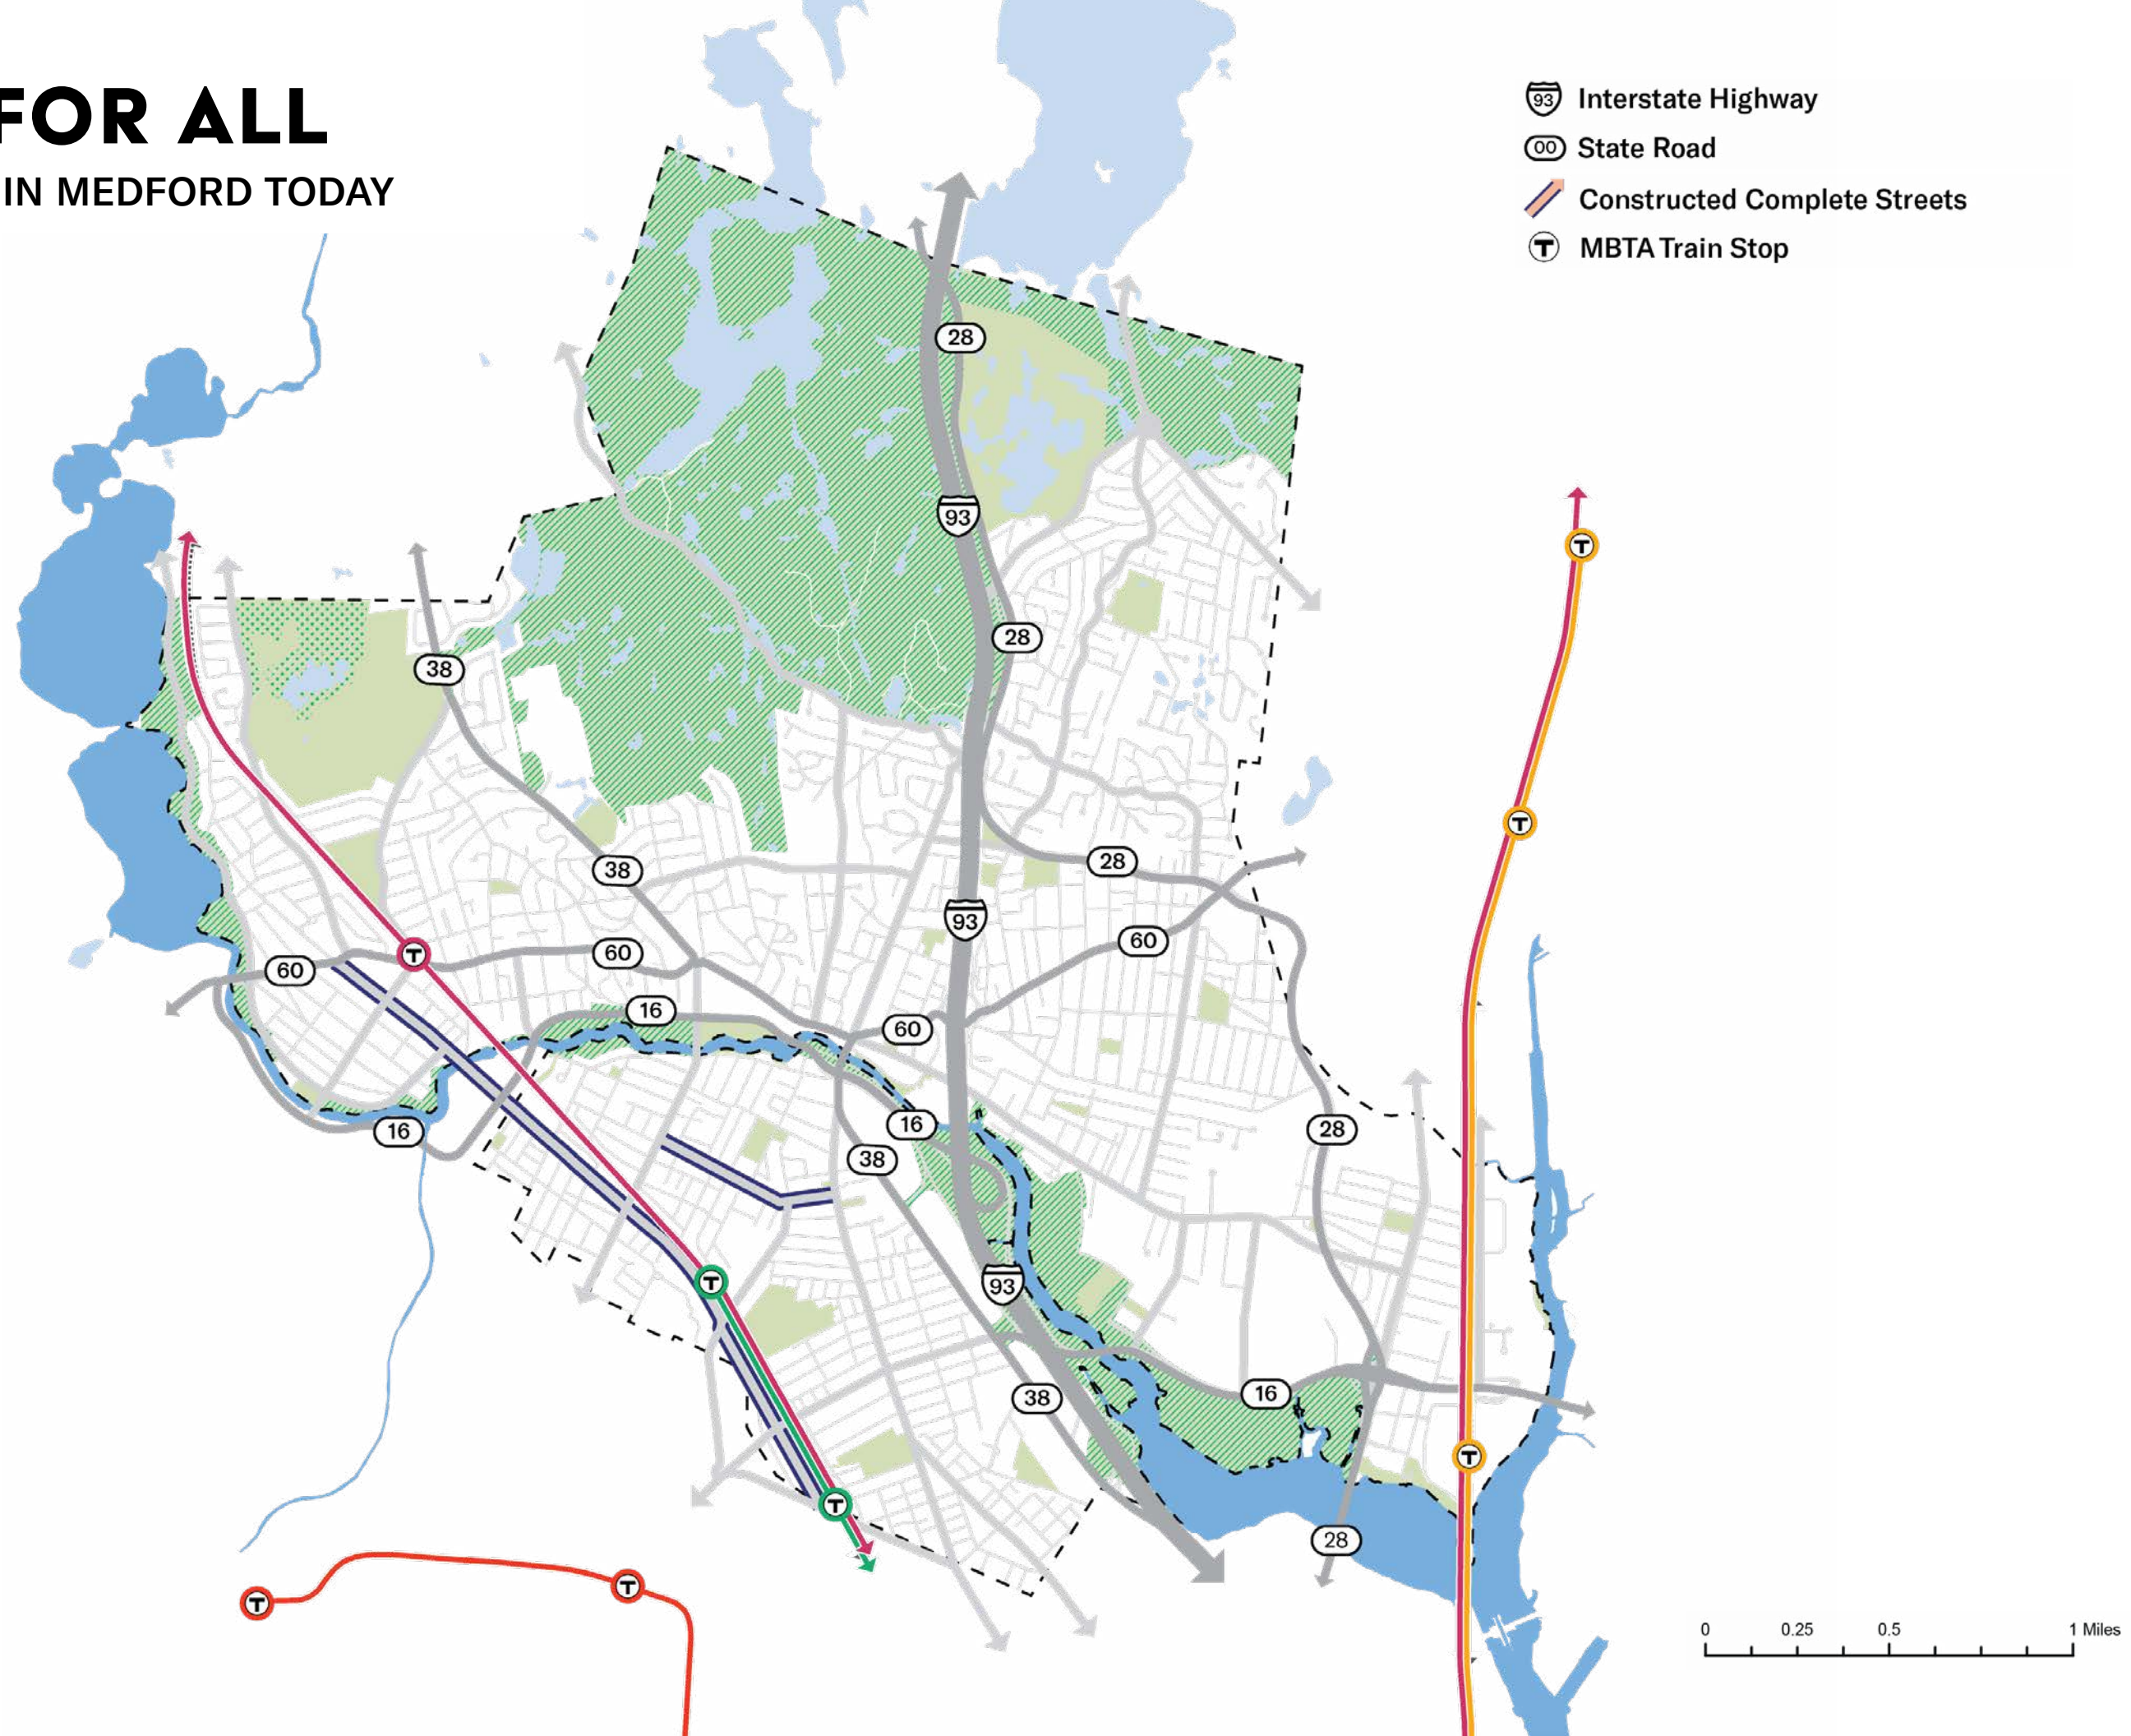 FOR ALL
IN MEDFORD TODAY
93 Interstate Highway
00 State Road
Constructed Complete Streets
T MBTA Train Stop
28
93
T
28
38
T
28
38
93
60
60
T
60
16
60
16
28
16
38
T
93
16
38
T
T
28
T
T
0 0.25 0.5 1 Miles